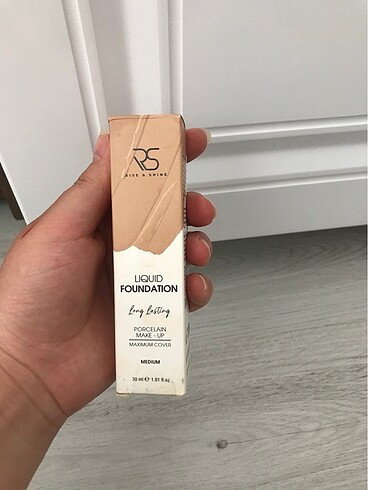 RS
RISE & SHINE
LIQUID
FOUNDATION
Long Lasting
PORCELAIN
MAKE - UP
MAXIMUM COVER
MEDIUM
30 ml ℮ 1.01 fl.oz